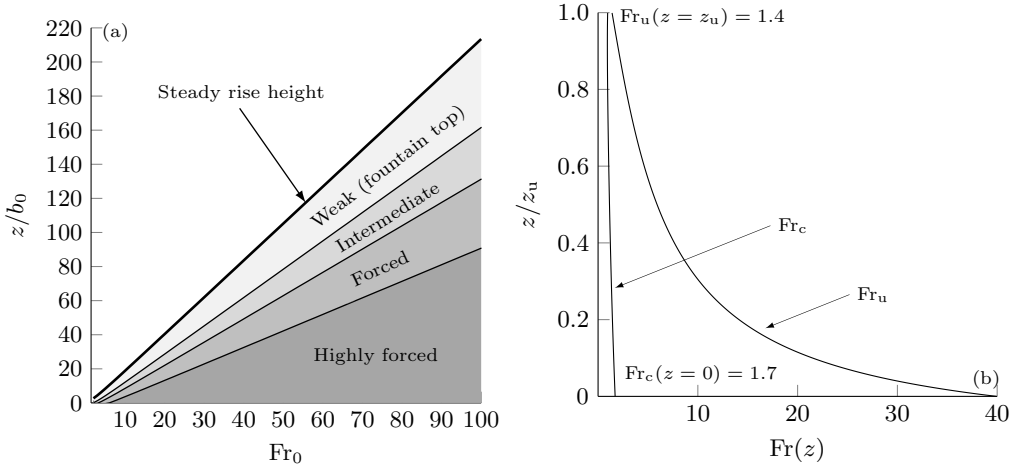 (a)
220
200
180
160
140
120
100
80
60
40
20
0
z/b₀
Steady rise height
Weak (fountain top)
Intermediate
Forced
Highly forced
10 20 30 40 50 60 70 80 90 100
Fr₀
1.0
0.8
0.6
0.4
0.2
0
z/zᵤ
Frᵤ(z = zᵤ) = 1.4
Fr_c
Frᵤ
Fr_c(z = 0) = 1.7
(b)
10 20 30 40
Fr(z)